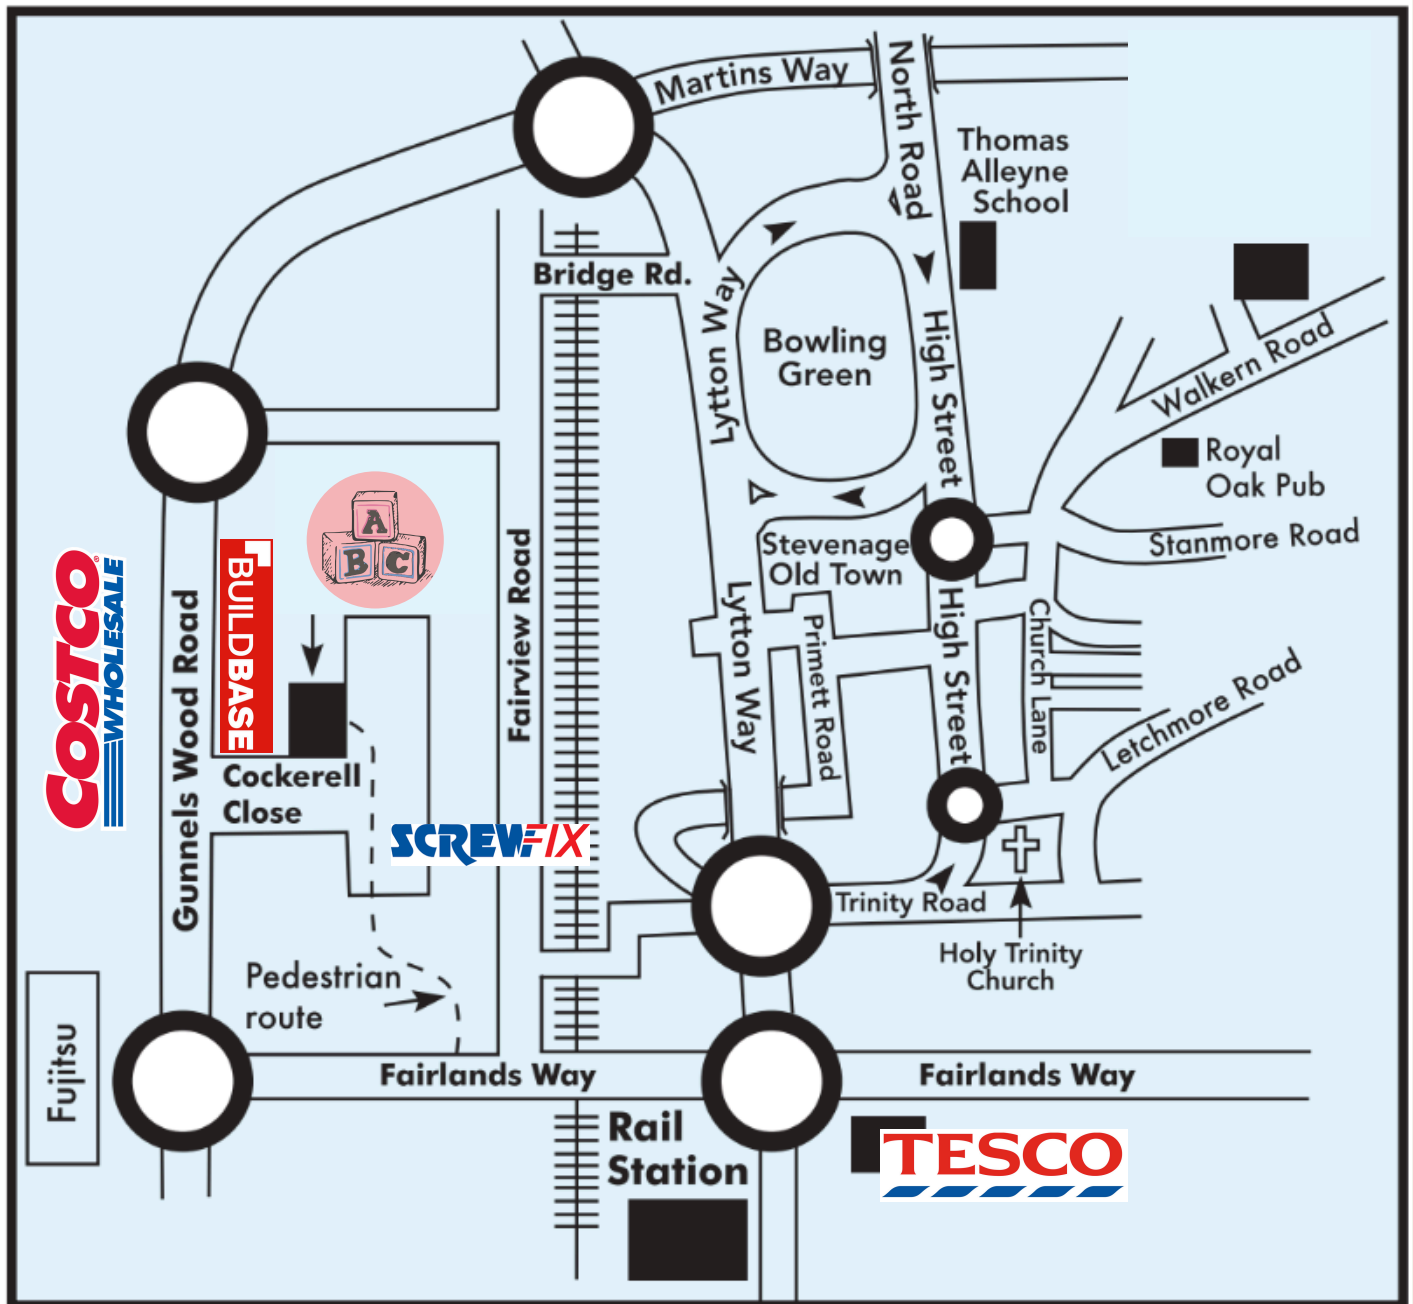 Martins Way
North Road
Thomas
Alleyne
School
Bridge Rd.
Lytton Way
Bowling
Green
High Street
Walkern Road
Royal
Oak Pub
Stanmore Road
A
B C
COSTCO
WHOLESALE
BUILDBASE
Gunnels Wood Road
Fairview Road
Stevenage
Old Town
Lytton Way
Primett Road
High Street
Church Lane
Letchmore Road
Cockerell
Close
SCREWFIX
Trinity Road
Holy Trinity
Church
Pedestrian
route
Fujitsu
Fairlands Way
Fairlands Way
Rail
Station
TESCO